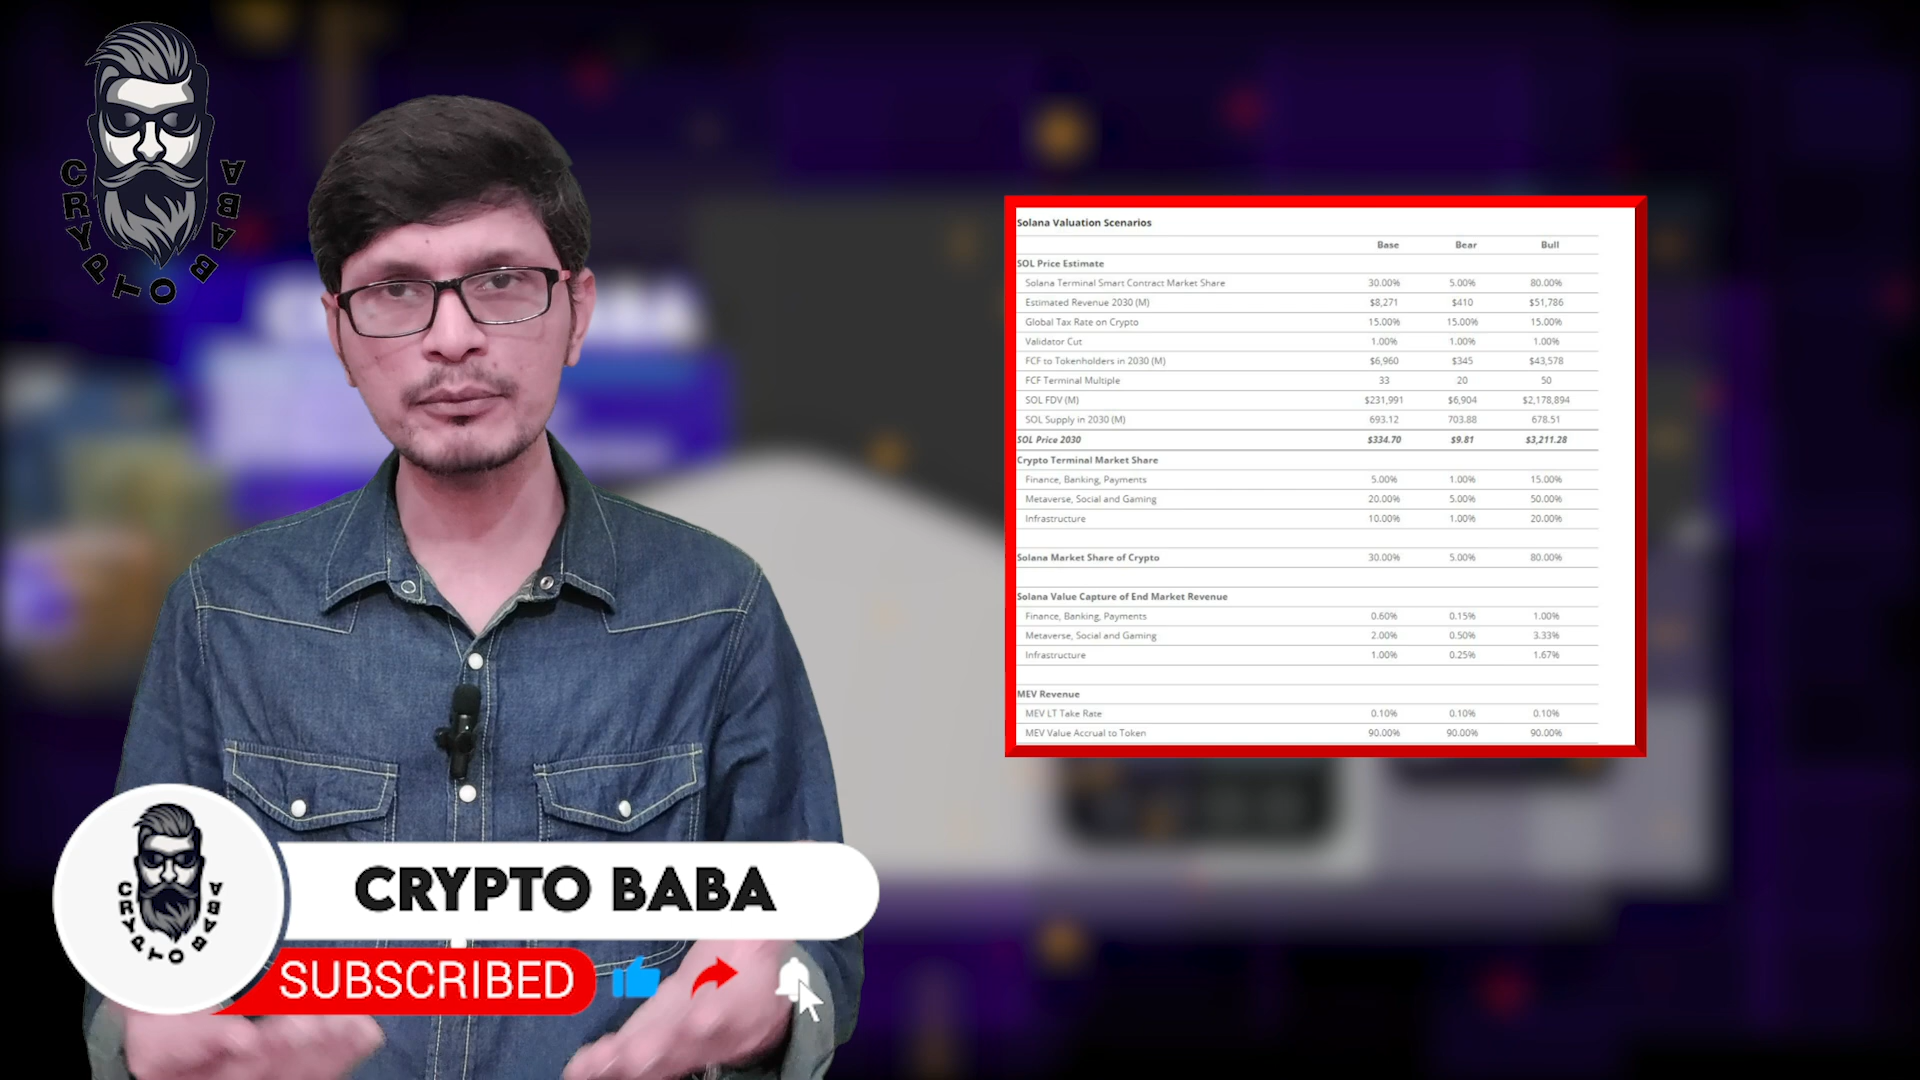 CRYPTO BABA
Solana Valuation Scenarios
Base Bear Bull
SOL Price Estimate
Solana Terminal Smart Contract Market Share 30.00% 5.00% 80.00%
Estimated Revenue 2030 (M) $8,271 $410 $51,786
Global Tax Rate on Crypto 15.00% 15.00% 15.00%
Validator Cut 1.00% 1.00% 1.00%
FCF to Tokenholders in 2030 (M) $6,960 $345 $43,578
FCF Terminal Multiple 33 20 50
SOL FDV (M) $231,991 $6,904 $2,178,894
SOL Supply in 2030 (M) 693.12 703.88 678.51
SOL Price 2030 $334.70 $9.81 $3,211.28
Crypto Terminal Market Share
Finance, Banking, Payments 5.00% 1.00% 15.00%
Metaverse, Social and Gaming 20.00% 5.00% 50.00%
Infrastructure 10.00% 1.00% 20.00%
Solana Market Share of Crypto 30.00% 5.00% 80.00%
Solana Value Capture of End Market Revenue
Finance, Banking, Payments 0.60% 0.15% 1.00%
Metaverse, Social and Gaming 2.00% 0.50% 3.33%
Infrastructure 1.00% 0.25% 1.67%
MEV Revenue
MEV LT Take Rate 0.10% 0.10% 0.10%
MEV Value Accrual to Token 90.00% 90.00% 90.00%
CRYPTO BABA
CRYPTO BABA
SUBSCRIBED